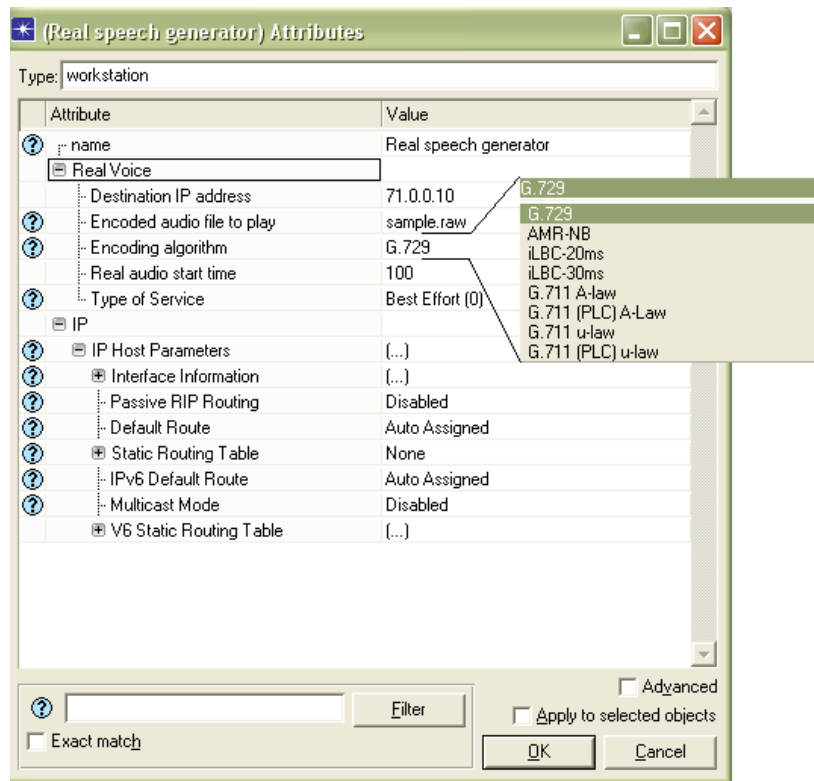 (Real speech generator) Attributes
Type: workstation
Attribute Value
name Real speech generator
Real Voice
Destination IP address 71.0.0.10
Encoded audio file to play sample.raw
Encoding algorithm G.729
Real audio start time 100
Type of Service Best Effort (0)
G.729
G.729
AMR-NB
iLBC-20ms
iLBC-30ms
G.711 A-law
G.711 (PLC) A-Law
G.711 u-law
G.711 (PLC) u-law
IP
IP Host Parameters (...)
Interface Information (...)
Passive RIP Routing Disabled
Default Route Auto Assigned
Static Routing Table None
IPv6 Default Route Auto Assigned
Multicast Mode Disabled
V6 Static Routing Table (...)
Advanced
Filter
Apply to selected objects
Exact match
OK Cancel